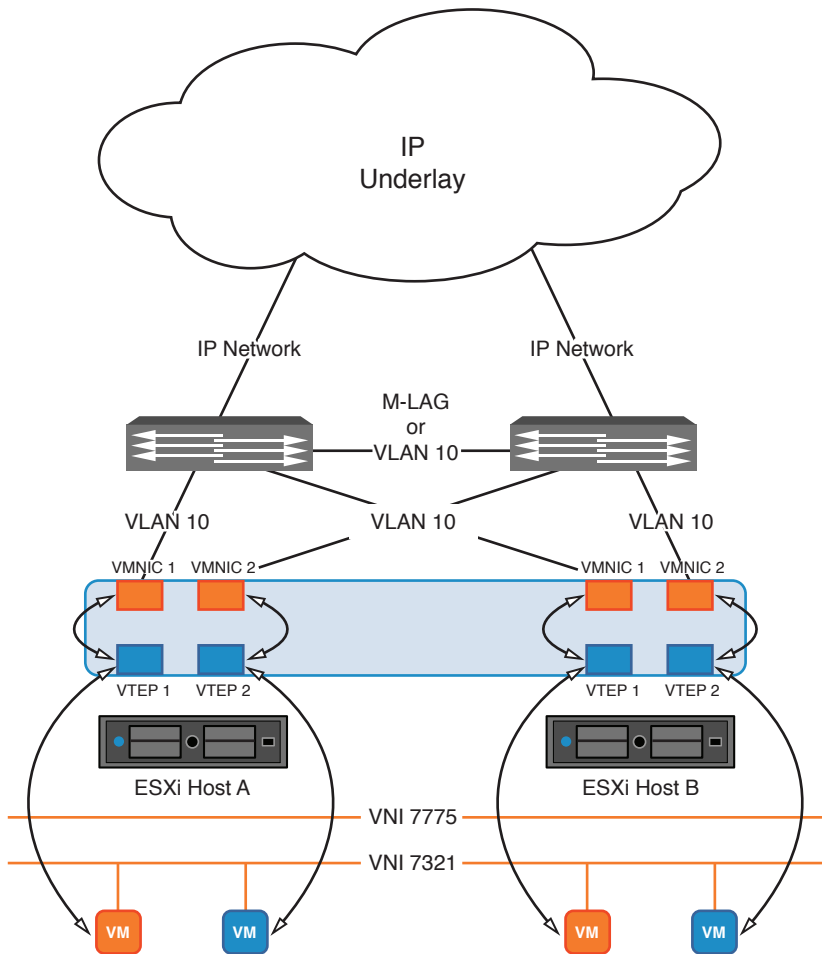 IP
Underlay
IP Network
IP Network
M-LAG
or
VLAN 10
VLAN 10
VLAN 10
VLAN 10
VMNIC 1
VMNIC 2
VMNIC 1
VMNIC 2
VTEP 1
VTEP 2
VTEP 1
VTEP 2
ESXi Host A
ESXi Host B
VNI 7775
VNI 7321
VM
VM
VM
VM